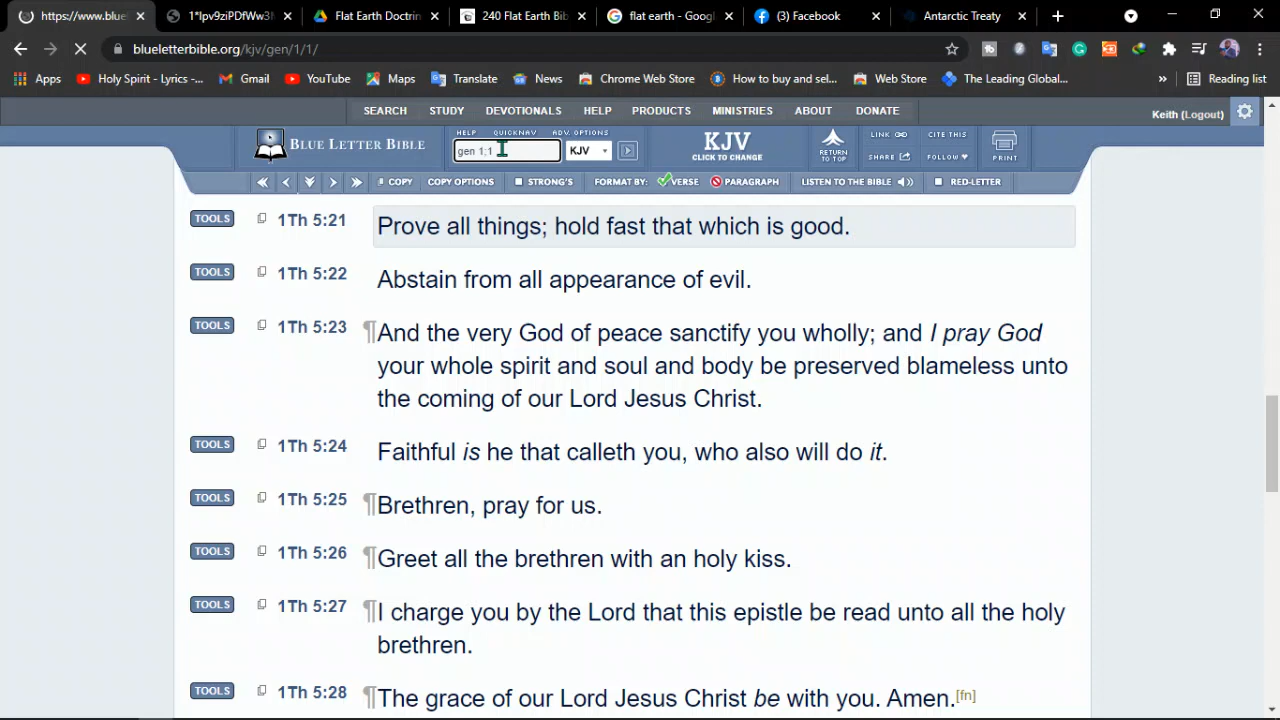 https://www.blue
1*Ipv9ziPDfWw3N
Flat Earth Doctrin
240 Flat Earth Bib
flat earth - Googl
(3) Facebook
Antarctic Treaty
blueletterbible.org/kjv/gen/1/1/
Apps Holy Spirit - Lyrics -... Gmail YouTube Maps Translate News Chrome Web Store How to buy and sel... Web Store The Leading Global... » Reading list
SEARCH STUDY DEVOTIONALS HELP PRODUCTS MINISTRIES ABOUT DONATE Keith (Logout)
HELP QUICKNAV ADV. OPTIONS
BLUE LETTER BIBLE
gen 1;1 KJV
KJV
CLICK TO CHANGE
RETURN
TO TOP
LINK CITE THIS
SHARE FOLLOW
PRINT
COPY COPY OPTIONS STRONG'S FORMAT BY: VERSE PARAGRAPH LISTEN TO THE BIBLE RED-LETTER
TOOLS 1Th 5:21 Prove all things; hold fast that which is good.
TOOLS 1Th 5:22 Abstain from all appearance of evil.
TOOLS 1Th 5:23 ¶And the very God of peace sanctify you wholly; and I pray God
your whole spirit and soul and body be preserved blameless unto
the coming of our Lord Jesus Christ.
TOOLS 1Th 5:24 Faithful is he that calleth you, who also will do it.
TOOLS 1Th 5:25 ¶Brethren, pray for us.
TOOLS 1Th 5:26 ¶Greet all the brethren with an holy kiss.
TOOLS 1Th 5:27 ¶I charge you by the Lord that this epistle be read unto all the holy
brethren.
TOOLS 1Th 5:28 ¶The grace of our Lord Jesus Christ be with you. Amen.[fn]